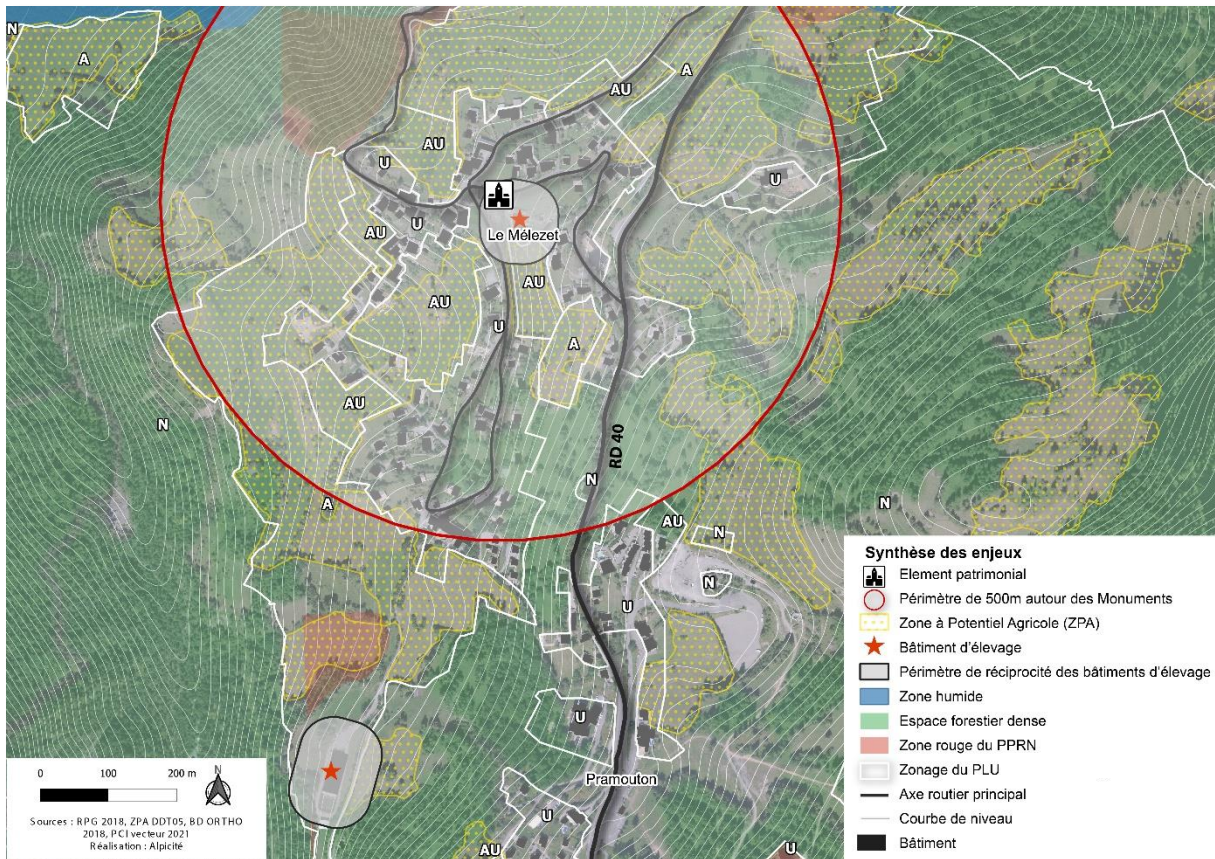 N
N
A
AU
A
AU
U
U
Le Mélezet
AU
U
AU
AU
U
A
AU
RD 40
N
N
A
N
AU
N
N
U
U
Pramouton
AU
U
U
Synthèse des enjeux
Element patrimonial
Périmètre de 500m autour des Monuments
Zone à Potentiel Agricole (ZPA)
Bâtiment d'élevage
Périmètre de réciprocité des bâtiments d'élevage
Zone humide
Espace forestier dense
Zone rouge du PPRN
Zonage du PLU
Axe routier principal
Courbe de niveau
Bâtiment
0 100 200 m
N
Sources : RPG 2018, ZPA DDT05, BD ORTHO
2018, PCI vecteur 2021
Réalisation : Alpicité